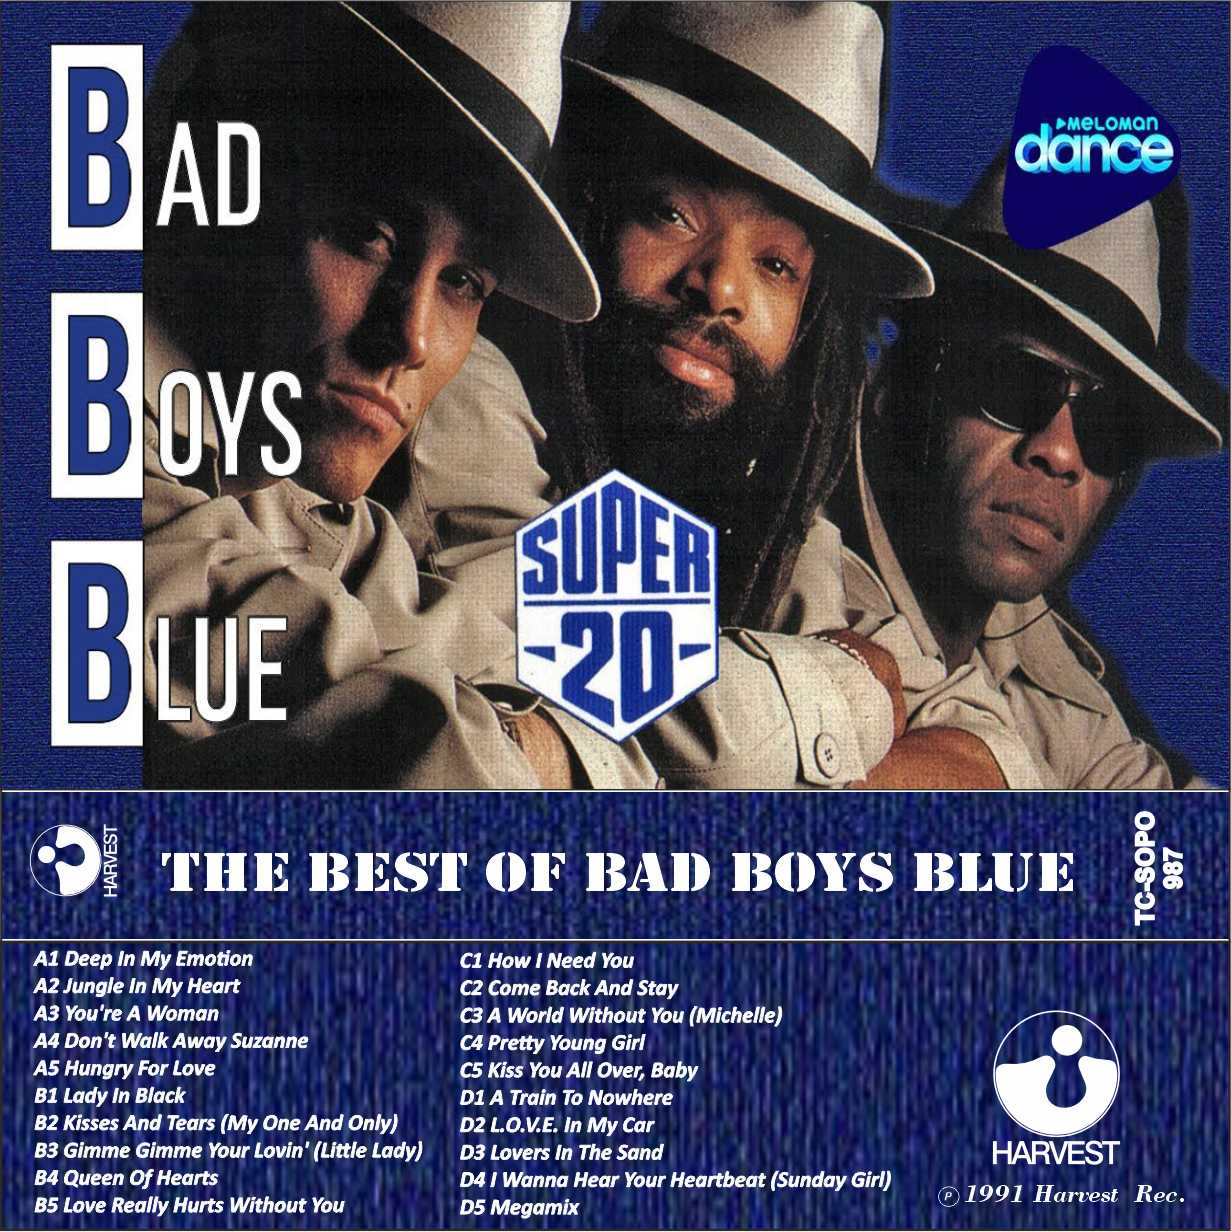 BAD
BOYS
BLUE
MELOMAN
dance
SUPER
-20-
HARVEST
THE BEST OF BAD BOYS BLUE
TC-SOPO
987
A1 Deep In My Emotion
A2 Jungle In My Heart
A3 You're A Woman
A4 Don't Walk Away Suzanne
A5 Hungry For Love
B1 Lady In Black
B2 Kisses And Tears (My One And Only)
B3 Gimme Gimme Your Lovin' (Little Lady)
B4 Queen Of Hearts
B5 Love Really Hurts Without You
C1 How I Need You
C2 Come Back And Stay
C3 A World Without You (Michelle)
C4 Pretty Young Girl
C5 Kiss You All Over, Baby
D1 A Train To Nowhere
D2 L.O.V.E. In My Car
D3 Lovers In The Sand
D4 I Wanna Hear Your Heartbeat (Sunday Girl)
D5 Megamix
HARVEST
℗ 1991 Harvest Rec.